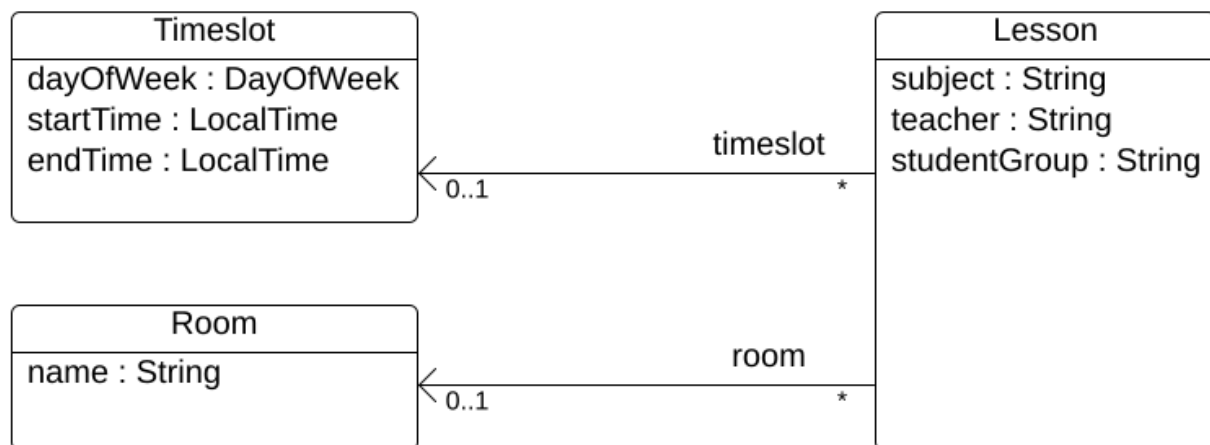 Timeslot
dayOfWeek : DayOfWeek
startTime : LocalTime
endTime : LocalTime
timeslot
0..1
*
Lesson
subject : String
teacher : String
studentGroup : String
Room
name : String
room
0..1
*